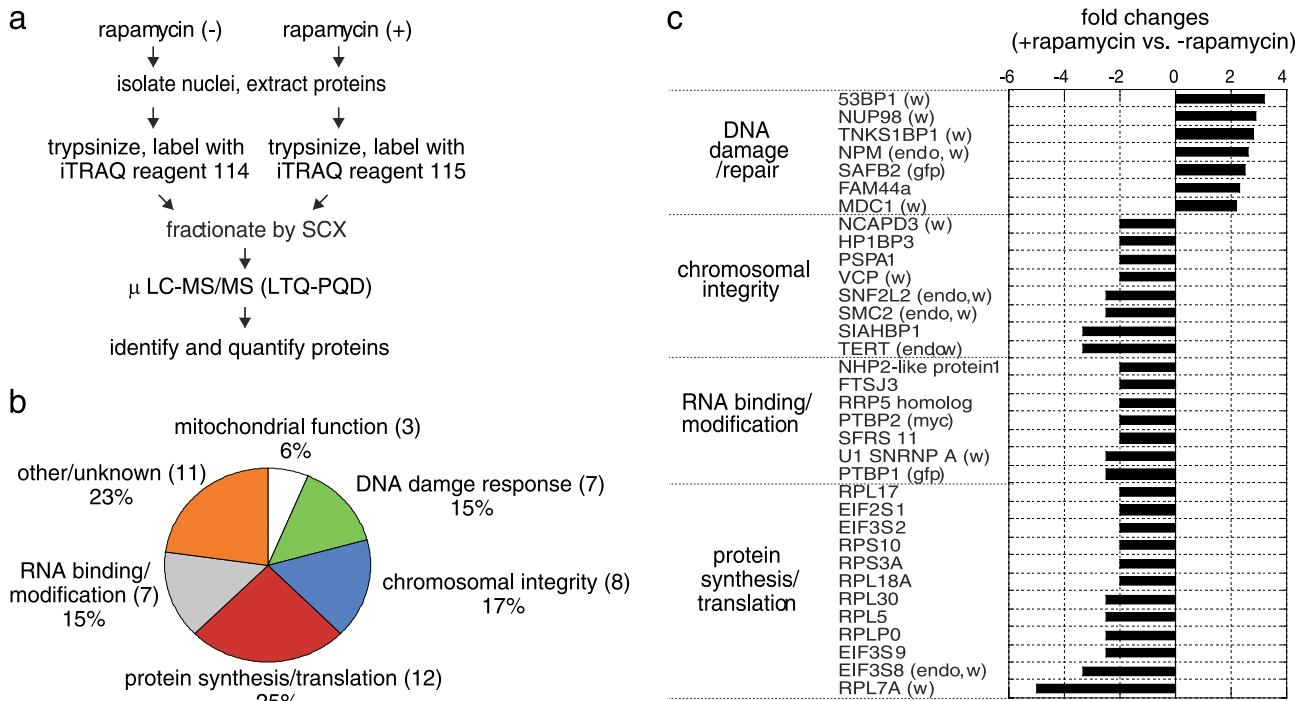 a
rapamycin (-)
rapamycin (+)
isolate nuclei, extract proteins
trypsinize, label with
iTRAQ reagent 114
trypsinize, label with
iTRAQ reagent 115
fractionate by SCX
μ LC-MS/MS (LTQ-PQD)
identify and quantify proteins
b
mitochondrial function (3)
6%
other/unknown (11)
23%
DNA damge response (7)
15%
RNA binding/
modification (7)
15%
chromosomal integrity (8)
17%
protein synthesis/translation (12)
25%
c
fold changes
(+rapamycin vs. -rapamycin)
-6 -4 -2 0 2 4
DNA
damage
/repair
53BP1 (w)
NUP98 (w)
TNKS1BP1 (w)
NPM (endo, w)
SAFB2 (gfp)
FAM44a
MDC1 (w)
chromosomal
integrity
NCAPD3 (w)
HP1BP3
PSPA1
VCP (w)
SNF2L2 (endo,w)
SMC2 (endo, w)
SIAHBP1
TERT (endow)
RNA binding/
modification
NHP2-like protein1
FTSJ3
RRP5 homolog
PTBP2 (myc)
SFRS 11
U1 SNRNP A (w)
PTBP1 (gfp)
protein
synthesis/
translation
RPL17
EIF2S1
EIF3S2
RPS10
RPS3A
RPL18A
RPL30
RPL5
RPLP0
EIF3S9
EIF3S8 (endo,w)
RPL7A (w)